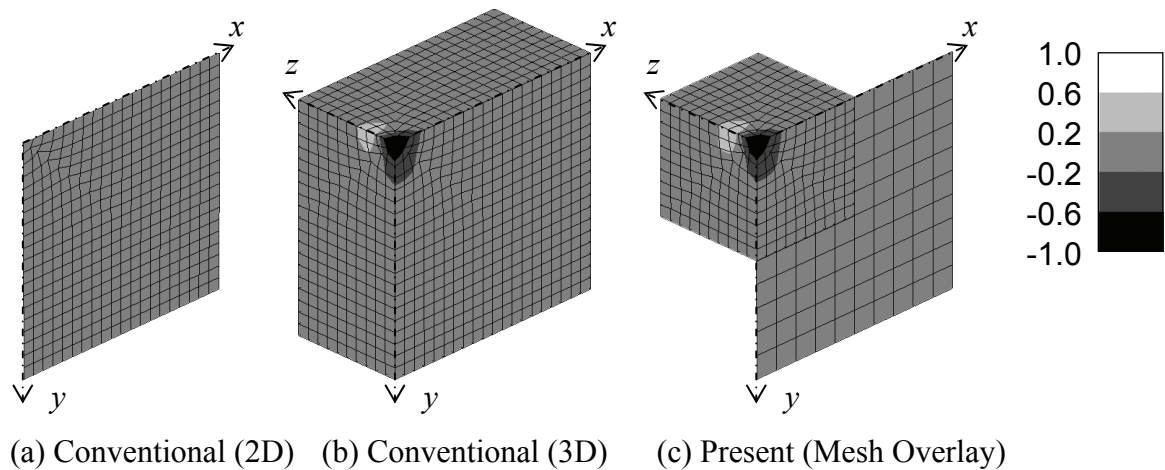 x
y
z
x
y
z
x
y
1.0
0.6
0.2
-0.2
-0.6
-1.0
(a) Conventional (2D) (b) Conventional (3D) (c) Present (Mesh Overlay)